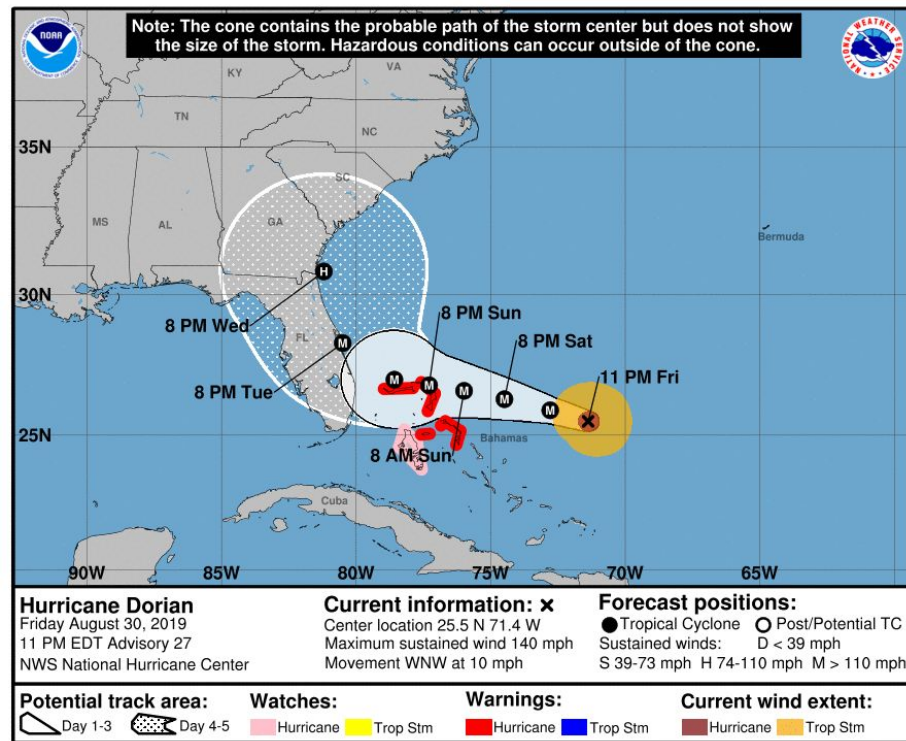 Note: The cone contains the probable path of the storm center but does not show
the size of the storm. Hazardous conditions can occur outside of the cone.
NOAA
NATIONAL WEATHER SERVICE
KY
VA
TN
NC
35N
SC
MS
AL
GA
Bermuda
30N
H
8 PM Wed
8 PM Sun
FL
M
8 PM Sat
8 PM Tue
M
M
M
M
M
11 PM Fri
25N
8 AM Sun
Bahamas
Cuba
90W
85W
80W
75W
70W
65W
Hurricane Dorian
Friday August 30, 2019
11 PM EDT Advisory 27
NWS National Hurricane Center
Current information: ×
Center location 25.5 N 71.4 W
Maximum sustained wind 140 mph
Movement WNW at 10 mph
Forecast positions:
Tropical Cyclone Post/Potential TC
Sustained winds: D < 39 mph
S 39-73 mph H 74-110 mph M > 110 mph
Potential track area:
Day 1-3 Day 4-5
Watches:
Hurricane Trop Stm
Warnings:
Hurricane Trop Stm
Current wind extent:
Hurricane Trop Stm